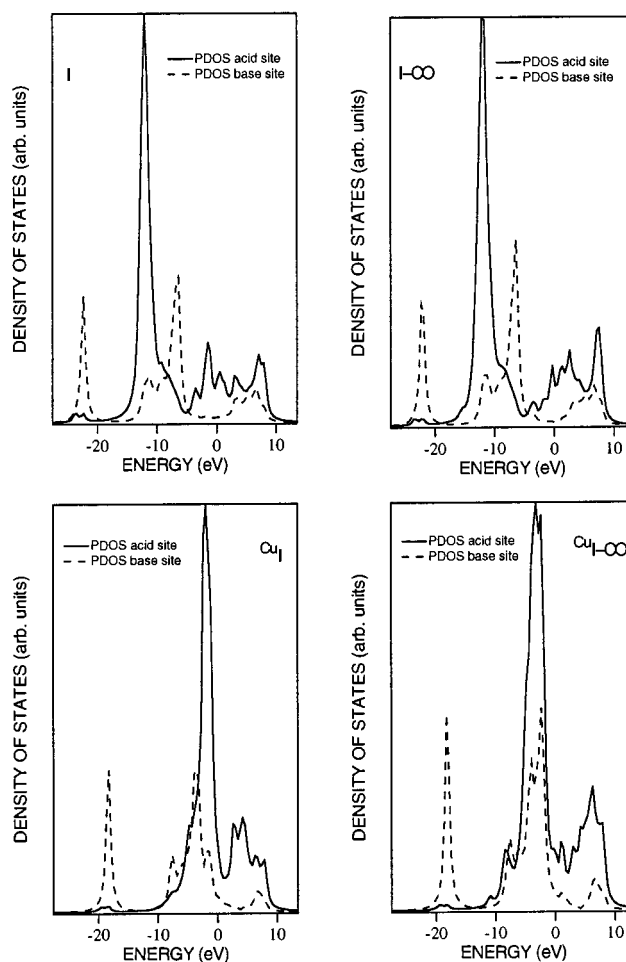 I
PDOS acid site
PDOS base site
DENSITY OF STATES (arb. units)
-20
-10
0
10
ENERGY (eV)
I-∞
PDOS acid site
PDOS base site
DENSITY OF STATES (arb. units)
-20
-10
0
10
ENERGY (eV)
PDOS acid site
PDOS base site
CuI
DENSITY OF STATES (arb. units)
-20
-10
0
10
ENERGY (eV)
PDOS acid site
PDOS base site
CuI-∞
DENSITY OF STATES (arb. units)
-20
-10
0
10
ENERGY (eV)